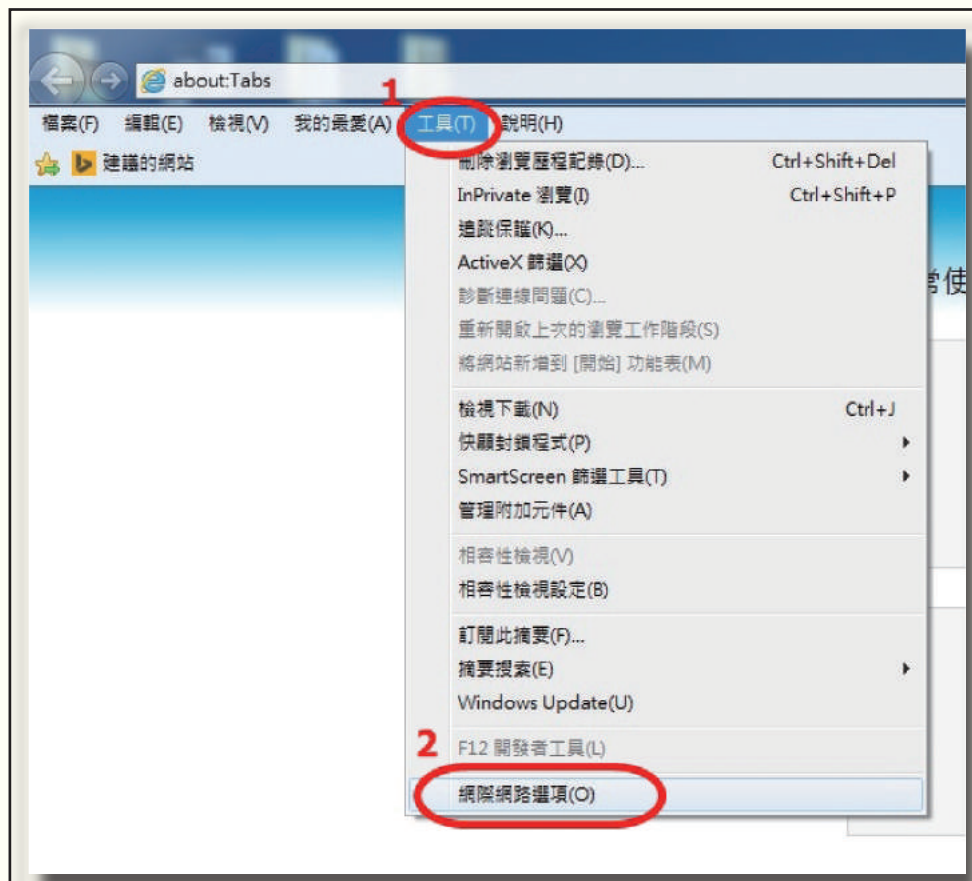 about:Tabs
1
檔案(F) 編輯(E) 檢視(V) 我的最愛(A) 工具(T) 說明(H)
建議的網站
刪除瀏覽歷程記錄(D)... Ctrl+Shift+Del
InPrivate 瀏覽(I) Ctrl+Shift+P
追蹤保護(K)...
ActiveX 篩選(X)
常使
診斷連線問題(C)...
重新開啟上次的瀏覽工作階段(S)
將網站新增到 [開始] 功能表(M)
檢視下載(N) Ctrl+J
快顯封鎖程式(P)
SmartScreen 篩選工具(T)
管理附加元件(A)
相容性檢視(V)
相容性檢視設定(B)
訂閱此摘要(F)...
摘要搜索(E)
Windows Update(U)
2
F12 開發者工具(L)
網際網路選項(O)